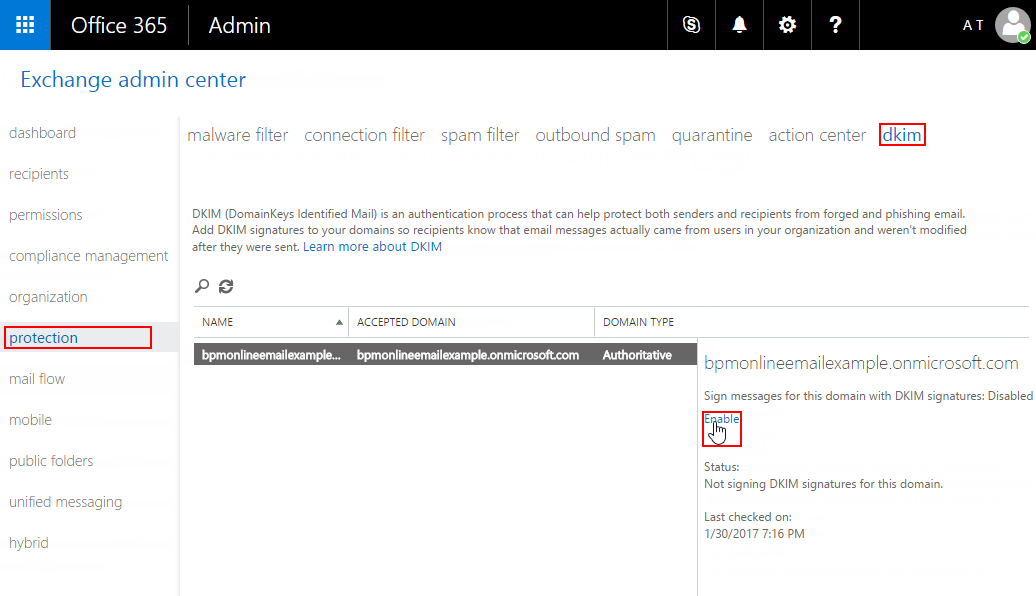 Office 365
Admin
A T
Exchange admin center
dashboard
recipients
permissions
compliance management
organization
protection
mail flow
mobile
public folders
unified messaging
hybrid
malware filter connection filter spam filter outbound spam quarantine action center dkim
DKIM (DomainKeys Identified Mail) is an authentication process that can help protect both senders and recipients from forged and phishing email.
Add DKIM signatures to your domains so recipients know that email messages actually came from users in your organization and weren't modified
after they were sent. Learn more about DKIM
NAME ACCEPTED DOMAIN DOMAIN TYPE
bpmonlineemailexample... bpmonlineemailexample.onmicrosoft.com Authoritative
bpmonlineemailexample.onmicrosoft.com
Sign messages for this domain with DKIM signatures: Disabled
Enable
Status:
Not signing DKIM signatures for this domain.
Last checked on:
1/30/2017 7:16 PM